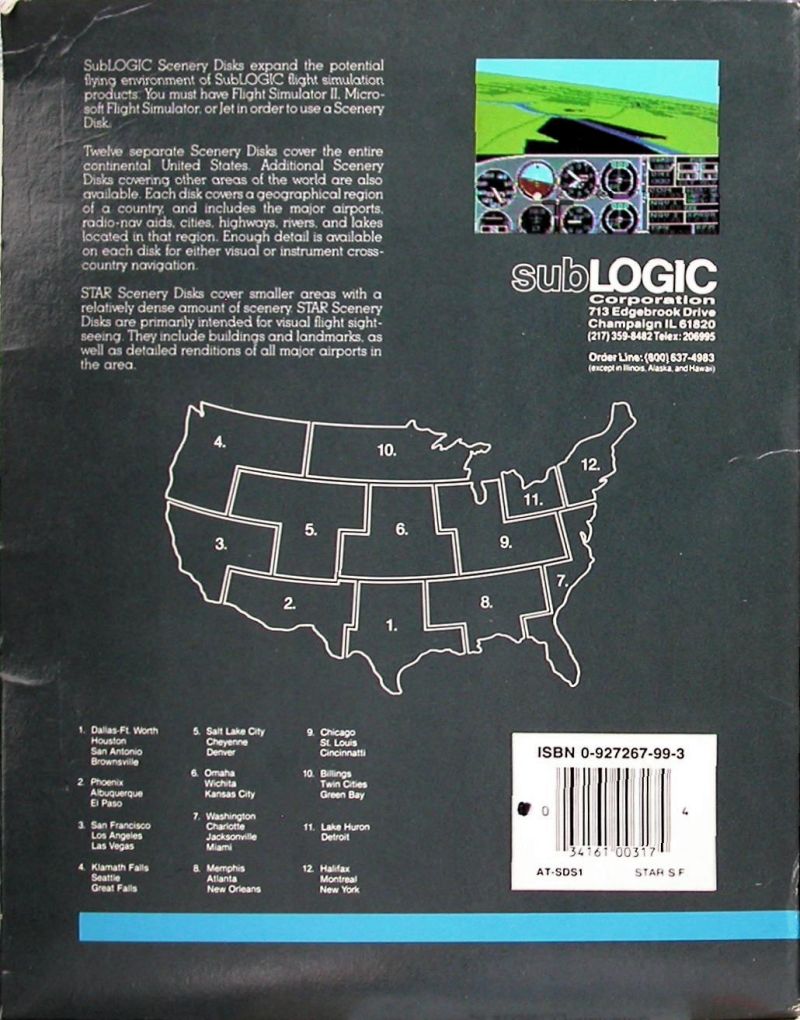 SubLOGIC Scenery Disks expand the potential
flying environment of SubLOGIC flight simulation
products. You must have Flight Simulator II, Micro-
soft Flight Simulator, or Jet in order to use a Scenery
Disk.
Twelve separate Scenery Disks cover the entire
continental United States. Additional Scenery
Disks covering other areas of the world are also
available. Each disk covers a geographical region
of a country, and includes the major airports,
radio-nav aids, cities, highways, rivers, and lakes
located in that region. Enough detail is available
on each disk for either visual or instrument cross-
country navigation.
STAR Scenery Disks cover smaller areas with a
relatively dense amount of scenery. STAR Scenery
Disks are primarily intended for visual flight sight-
seeing. They include buildings and landmarks, as
well as detailed renditions of all major airports in
the area.
subLOGIC
Corporation
713 Edgebrook Drive
Champaign IL 61820
(217) 359-8482 Telex: 206995
Order Line: (800) 637-4983
(except in Illinois, Alaska, and Hawaii)
4.
10.
12.
11.
5.
6.
3.
9.
7.
2.
8.
1.
1. Dallas-Ft. Worth
Houston
San Antonio
Brownsville
2. Phoenix
Albuquerque
El Paso
3. San Francisco
Los Angeles
Las Vegas
4. Klamath Falls
Seattle
Great Falls
5. Salt Lake City
Cheyenne
Denver
6. Omaha
Wichita
Kansas City
7. Washington
Charlotte
Jacksonville
Miami
8. Memphis
Atlanta
New Orleans
9. Chicago
St. Louis
Cincinnatti
10. Billings
Twin Cities
Green Bay
11. Lake Huron
Detroit
12. Halifax
Montreal
New York
ISBN 0-927267-99-3
0 34161 00317 4
AT-SDS1 STAR S F